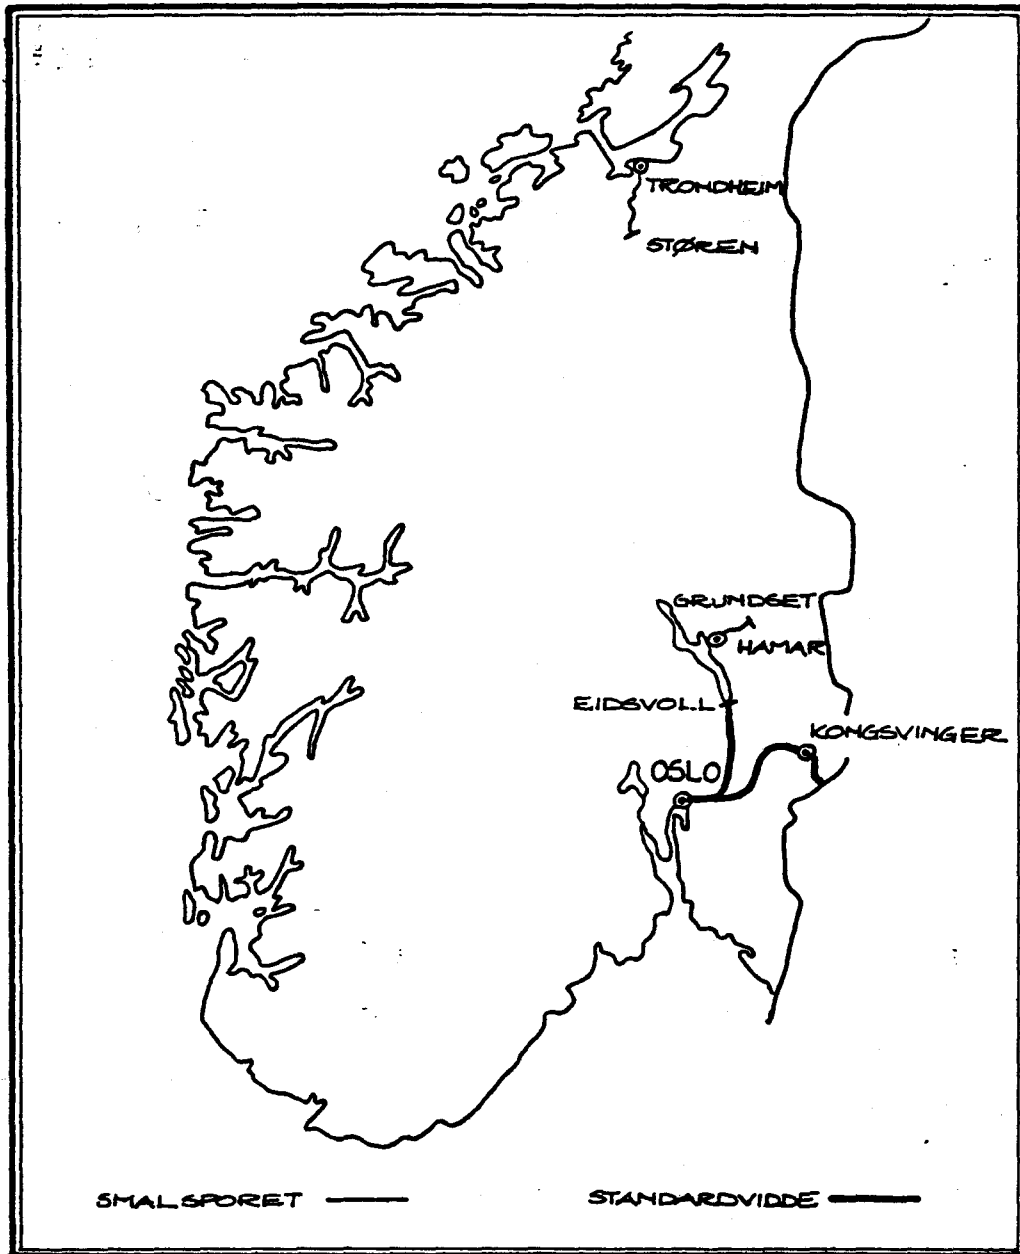 TRONDHEIM
STØREN
GRUNDSET
HAMAR
EIDSVOLL
KONGSVINGER
OSLO
SMALSPORET
STANDARDVIDDE